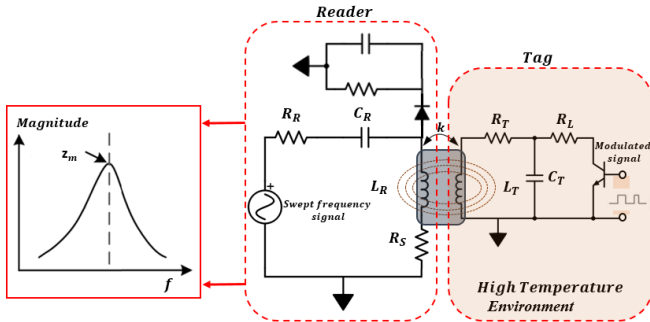 Reader
Tag
Magnitude
z_m
f
R_R
C_R
k
+
Swept frequency
signal
L_R
R_S
R_T
R_L
Modulated
signal
L_T
C_T
High Temperature
Environment